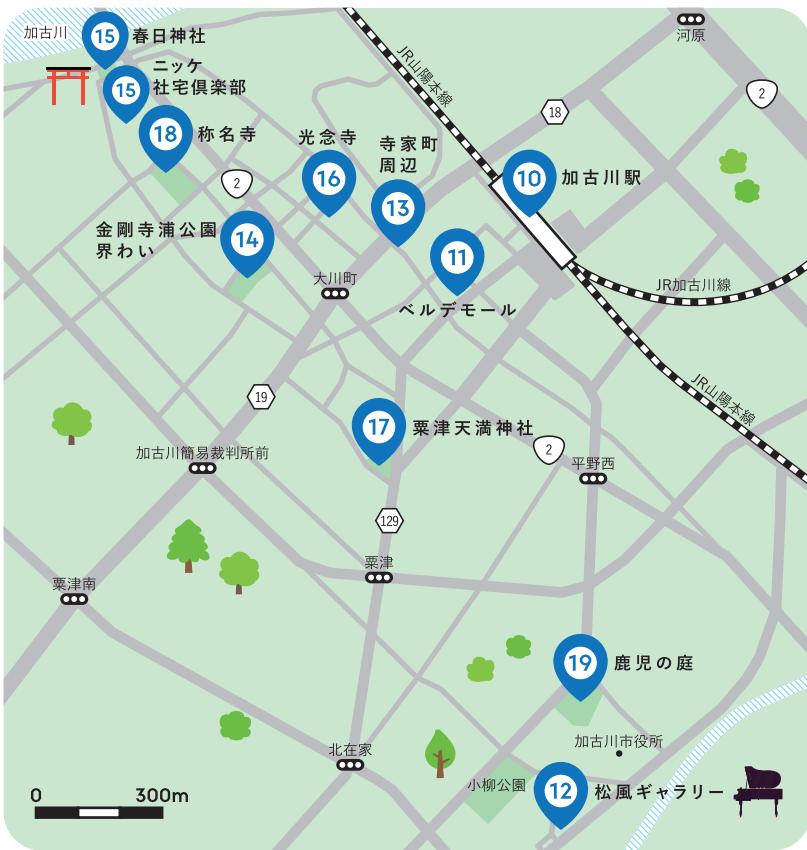 加古川
15
春日神社
河原
15
ニッケ
社宅倶楽部
JR山陽本線
2
18
18
称名寺
光念寺
寺家町
周辺
2
16
13
10
加古川駅
金剛寺浦公園
界わい
14
11
大川町
ベルデモール
JR加古川線
19
JR山陽本線
17
粟津天満神社
加古川簡易裁判所前
2
平野西
129
粟津
粟津南
19
鹿児の庭
北在家
加古川市役所
小柳公園
12
松風ギャラリー
0
300m